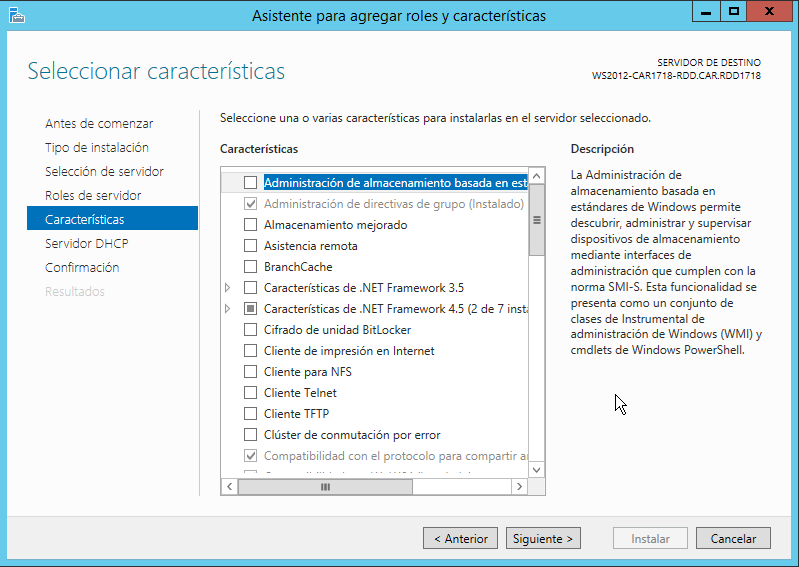 Asistente para agregar roles y características
Seleccionar características
SERVIDOR DE DESTINO
WS2012-CAR1718-RDD.CAR.RDD1718
Antes de comenzar
Tipo de instalación
Selección de servidor
Roles de servidor
Características
Servidor DHCP
Confirmación
Resultados
Seleccione una o varias características para instalarlas en el servidor seleccionado.
Características
Administración de almacenamiento basada en est
Administración de directivas de grupo (Instalado)
Almacenamiento mejorado
Asistencia remota
BranchCache
Características de .NET Framework 3.5
Características de .NET Framework 4.5 (2 de 7 insta
Cifrado de unidad BitLocker
Cliente de impresión en Internet
Cliente para NFS
Cliente Telnet
Cliente TFTP
Clúster de conmutación por error
Compatibilidad con el protocolo para compartir ar
Descripción
La Administración de
almacenamiento basada en
estándares de Windows permite
descubrir, administrar y supervisar
dispositivos de almacenamiento
mediante interfaces de
administración que cumplen con la
norma SMI-S. Esta funcionalidad se
presenta como un conjunto de
clases de Instrumental de
administración de Windows (WMI) y
cmdlets de Windows PowerShell.
< Anterior
Siguiente >
Instalar
Cancelar